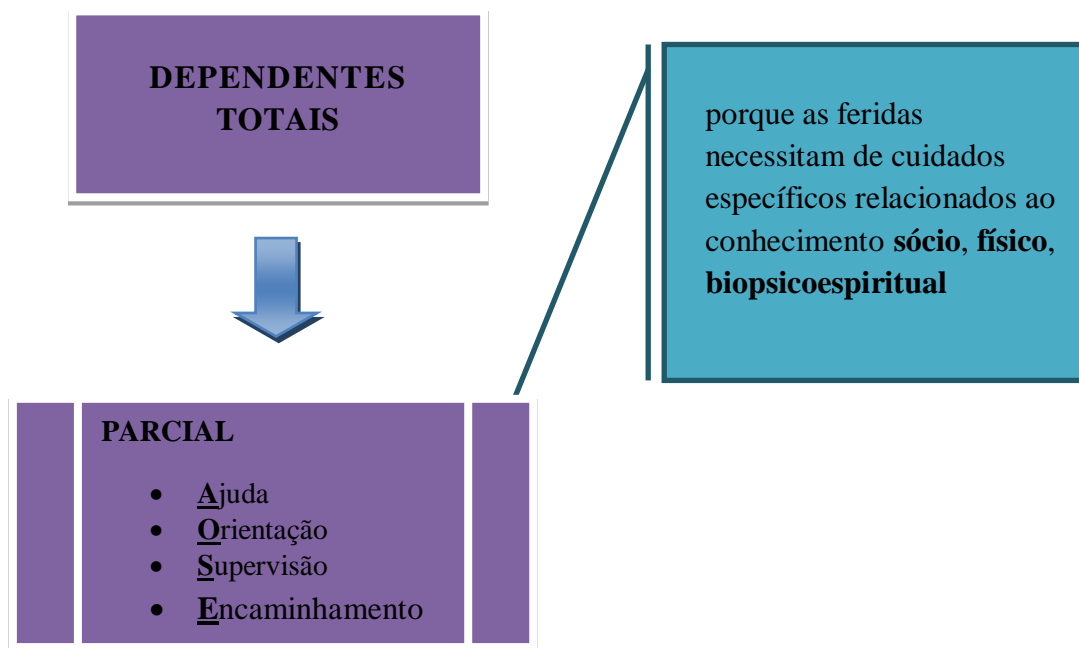 DEPENDENTES
TOTAIS
porque as feridas
necessitam de cuidados
específicos relacionados ao
conhecimento sócio, físico,
biopsicoespiritual
PARCIAL
• Ajuda
• Orientação
• Supervisão
• Encaminhamento